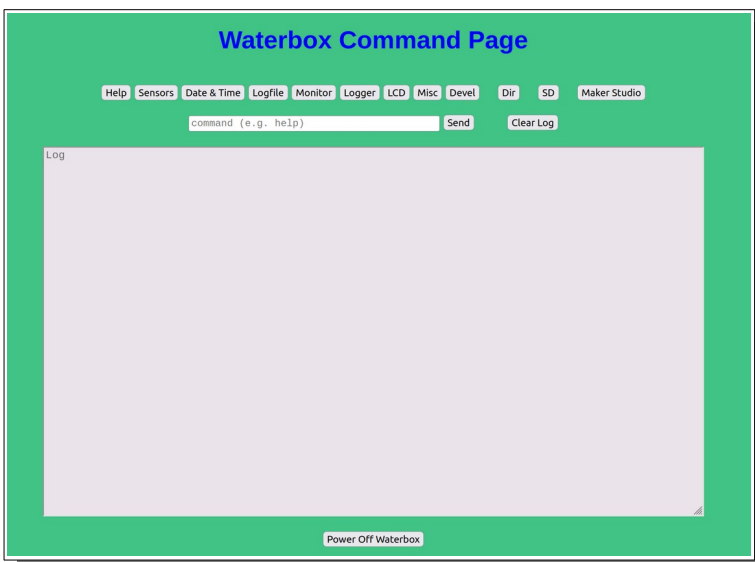 Waterbox Command Page
Help Sensors Date & Time Logfile Monitor Logger LCD Misc Devel Dir SD Maker Studio
command (e.g. help) Send Clear Log
Log
Power Off Waterbox